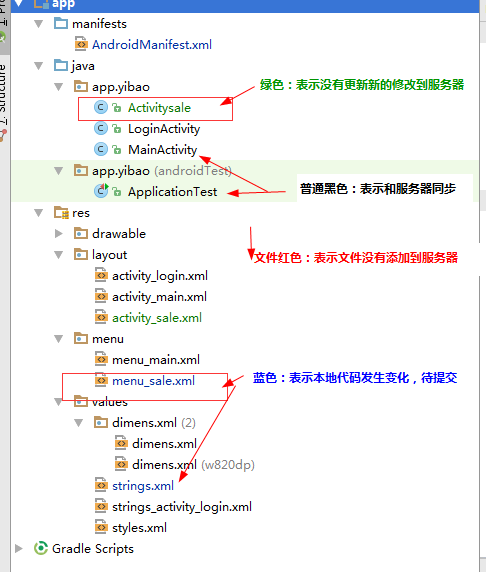 app
manifests
AndroidManifest.xml
java
app.yibao
Activitysale
绿色：表示没有更新新的修改到服务器
LoginActivity
MainActivity
app.yibao (androidTest)
ApplicationTest
普通黑色：表示和服务器同步
res
drawable
文件红色：表示文件没有添加到服务器
layout
activity_login.xml
activity_main.xml
activity_sale.xml
menu
menu_main.xml
menu_sale.xml
蓝色：表示本地代码发生变化，待提交
values
dimens.xml (2)
dimens.xml
dimens.xml (w820dp)
strings.xml
strings_activity_login.xml
styles.xml
Gradle Scripts
7: Structure